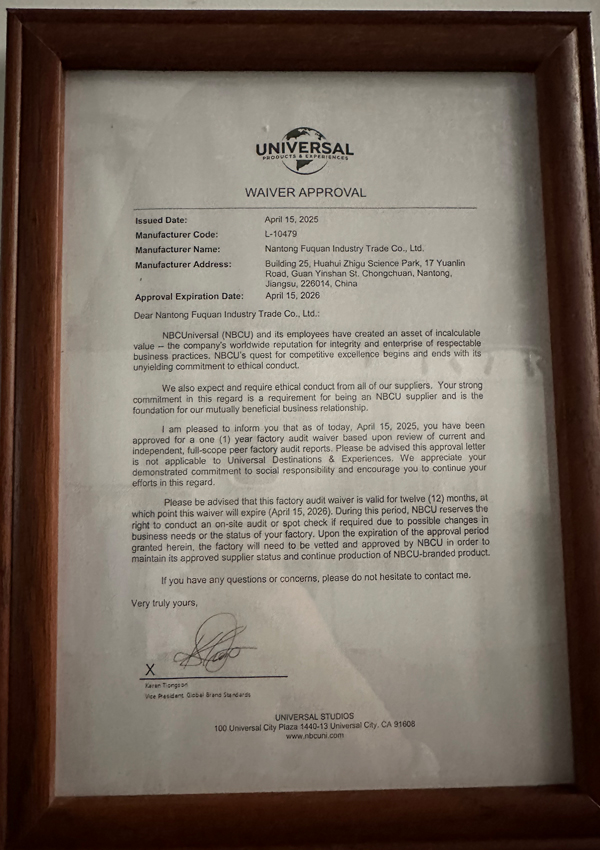 UNIVERSAL
PRODUCTS & EXPERIENCES
WAIVER APPROVAL
Issued Date: April 15, 2025
Manufacturer Code: L-10479
Manufacturer Name: Nantong Fuquan Industry Trade Co., Ltd.
Manufacturer Address: Building 25, Huahui Zhigu Science Park, 17 Yuanlin
Road, Guan Yinshan St. Chongchuan, Nantong,
Jiangsu, 226014, China
Approval Expiration Date: April 15, 2026
Dear Nantong Fuquan Industry Trade Co., Ltd.:
NBCUniversal (NBCU) and its employees have created an asset of incalculable
value -- the company's worldwide reputation for integrity and enterprise of respectable
business practices. NBCU's quest for competitive excellence begins and ends with its
unyielding commitment to ethical conduct.
We also expect and require ethical conduct from all of our suppliers. Your strong
commitment in this regard is a requirement for being an NBCU supplier and is the
foundation for our mutually beneficial business relationship.
I am pleased to inform you that as of today, April 15, 2025, you have been
approved for a one (1) year factory audit waiver based upon review of current and
independent, full-scope peer factory audit reports. Please be advised this approval letter
is not applicable to Universal Destinations & Experiences. We appreciate your
demonstrated commitment to social responsibility and encourage you to continue your
efforts in this regard.
Please be advised that this factory audit waiver is valid for twelve (12) months, at
which point this waiver will expire (April 15, 2026). During this period, NBCU reserves the
right to conduct an on-site audit or spot check if required due to possible changes in
business needs or the status of your factory. Upon the expiration of the approval period
granted herein, the factory will need to be vetted and approved by NBCU in order to
maintain its approved supplier status and continue production of NBCU-branded product.
If you have any questions or concerns, please do not hesitate to contact me.
Very truly yours,
X
Karen Tiongson
Vice President, Global Brand Standards
UNIVERSAL STUDIOS
100 Universal City Plaza 1440-13 Universal City, CA 91608
www.nbcuni.com